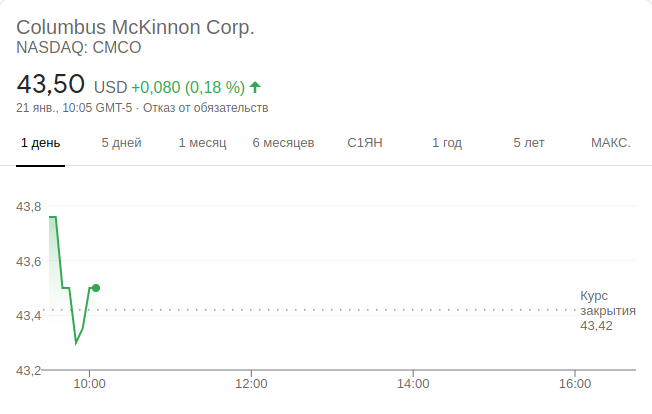 Columbus McKinnon Corp.
NASDAQ: CMCO
43,50 USD +0,080 (0,18 %)
21 янв., 10:05 GMT-5 · Отказ от обязательств
1 день 5 дней 1 месяц 6 месяцев С1ЯН 1 год 5 лет МАКС.
43,8
43,6
43,4
43,2
Курс
закрытия
43,42
10:00 12:00 14:00 16:00